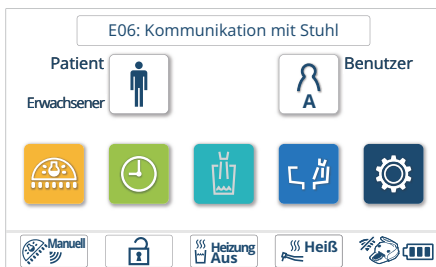 E06: Kommunikation mit Stuhl
Patient
Benutzer
Erwachsener
A
Manuell
Heizung
Aus
Heiß